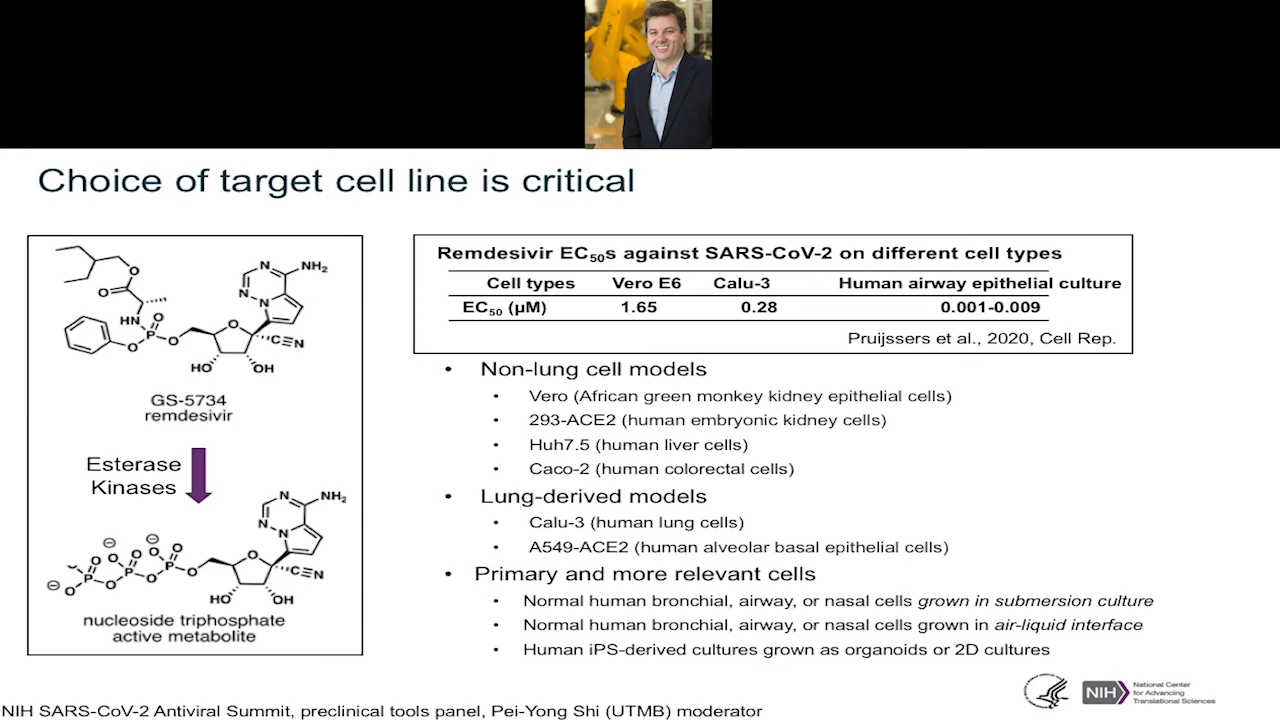 Choice of target cell line is critical
O
O
HN
O
P
O
O
O
N
NH₂
N
N
C≡N
HO
OH
GS-5734
remdesivir
Esterase
Kinases
N
NH₂
N
N
O
O
O
P
P
P
O
O
O
O
O
C≡N
HO
OH
nucleoside triphosphate
active metabolite
Remdesivir EC₅₀s against SARS-CoV-2 on different cell types
Cell types Vero E6 Calu-3 Human airway epithelial culture
EC₅₀ (µM) 1.65 0.28 0.001-0.009
Pruijssers et al., 2020, Cell Rep.
• Non-lung cell models
• Vero (African green monkey kidney epithelial cells)
• 293-ACE2 (human embryonic kidney cells)
• Huh7.5 (human liver cells)
• Caco-2 (human colorectal cells)
• Lung-derived models
• Calu-3 (human lung cells)
• A549-ACE2 (human alveolar basal epithelial cells)
• Primary and more relevant cells
• Normal human bronchial, airway, or nasal cells grown in submersion culture
• Normal human bronchial, airway, or nasal cells grown in air-liquid interface
• Human iPS-derived cultures grown as organoids or 2D cultures
NIH
National Center
for Advancing
Translational Sciences
NIH SARS-CoV-2 Antiviral Summit, preclinical tools panel, Pei-Yong Shi (UTMB) moderator